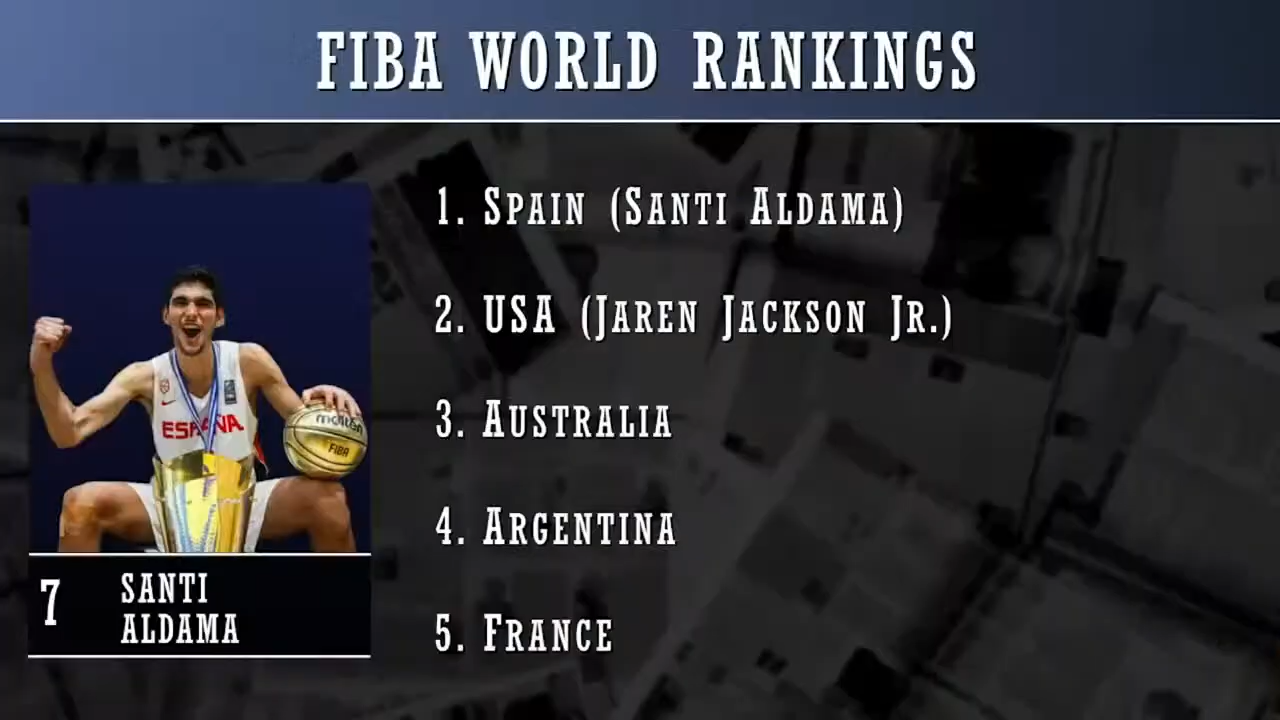 FIBA WORLD RANKINGS
1. SPAIN (SANTI ALDAMA)
2. USA (JAREN JACKSON JR.)
3. AUSTRALIA
4. ARGENTINA
5. FRANCE
ESPAÑA
molten
FIBA
7 SANTI
ALDAMA